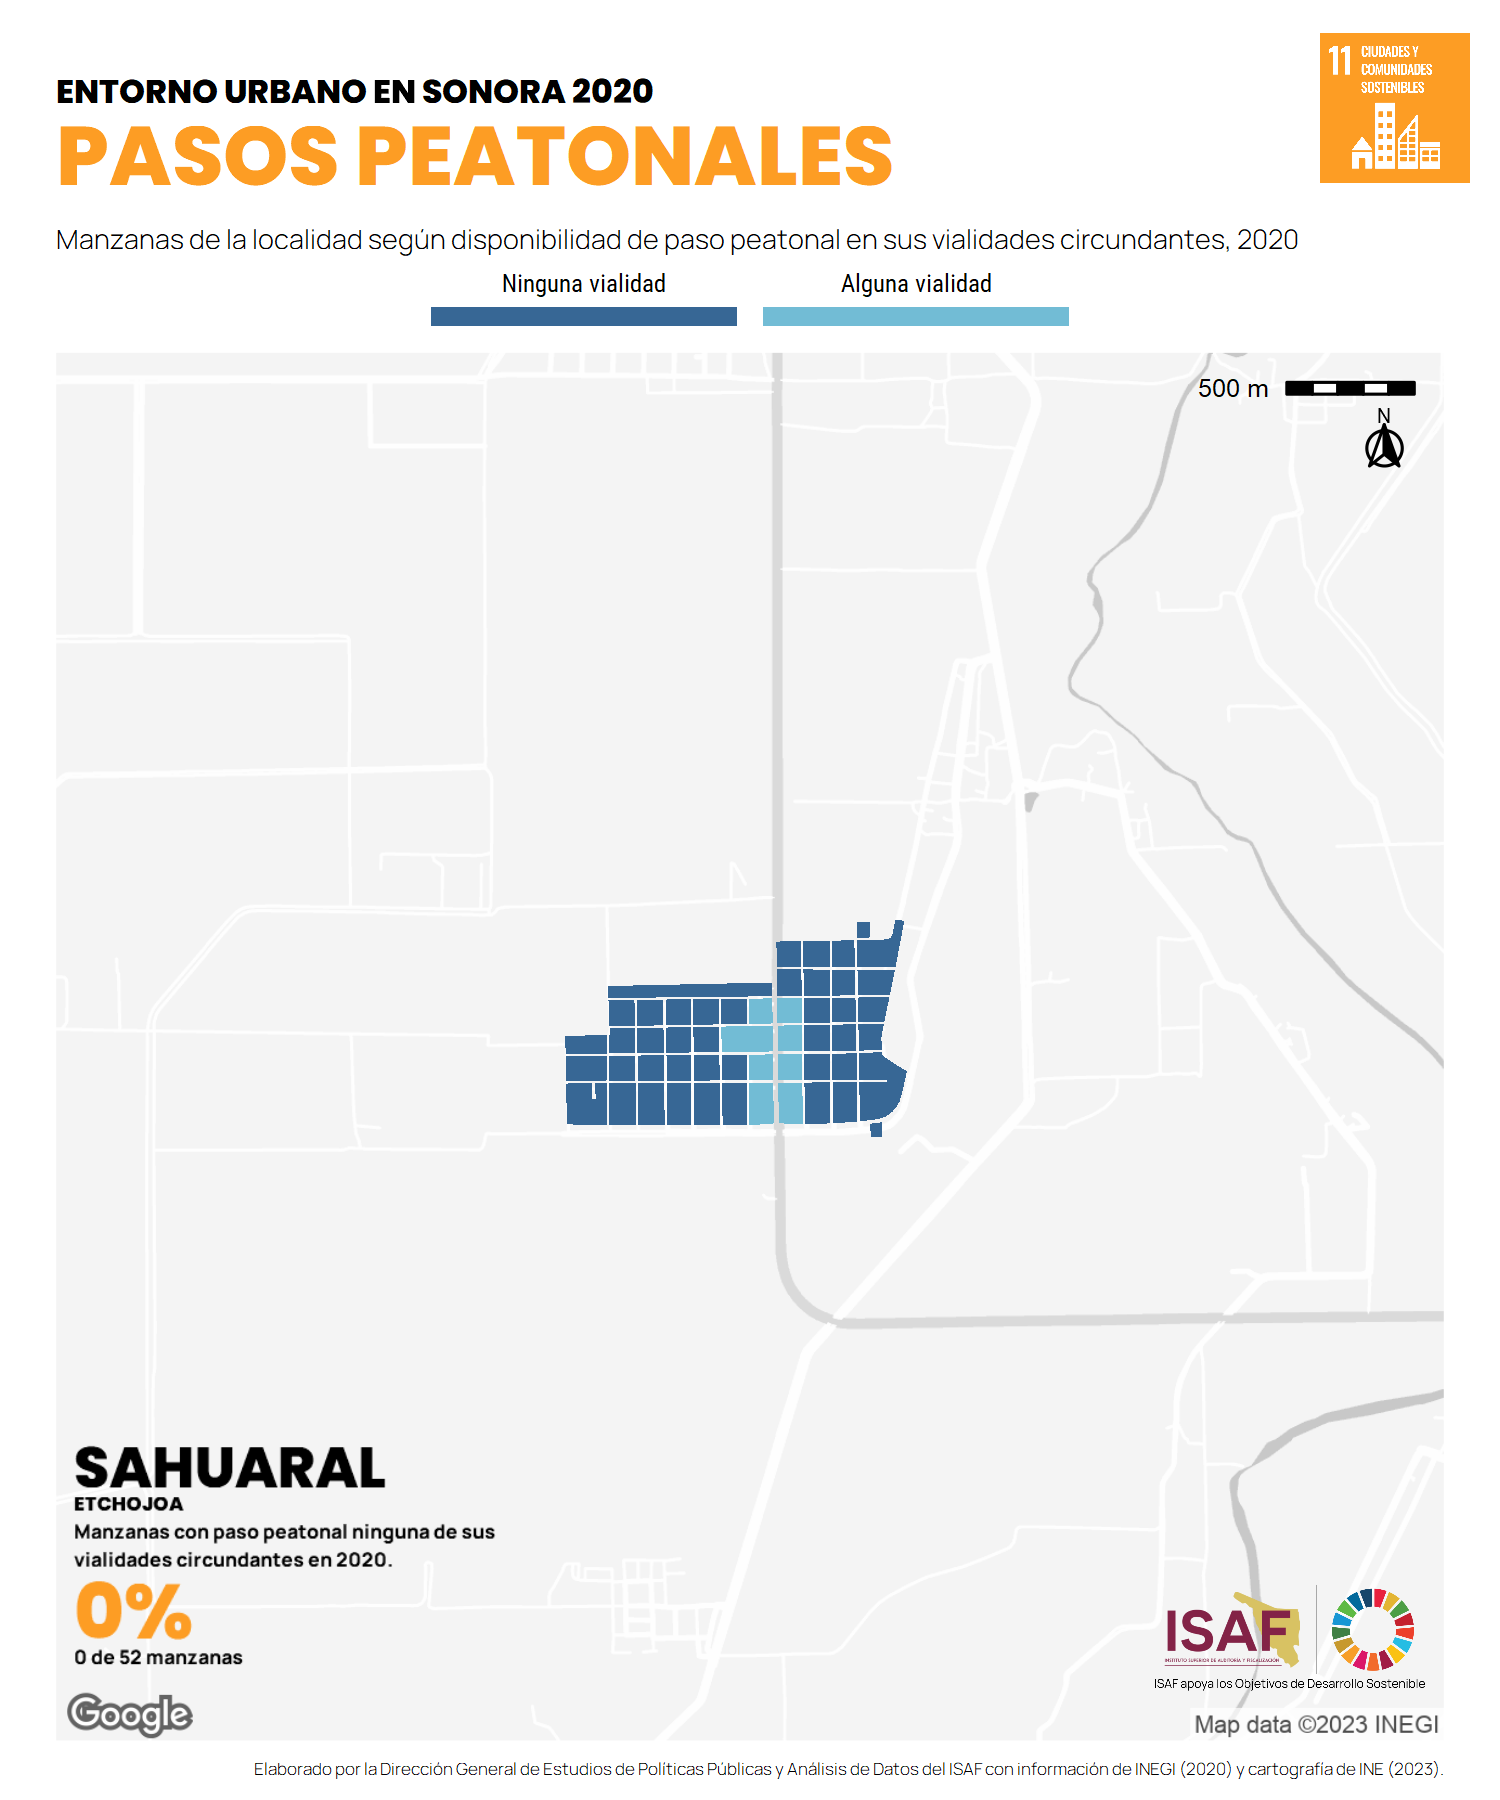 11 CIUDADES Y
COMUNIDADES
SOSTENIBLES
ENTORNO URBANO EN SONORA 2020
PASOS PEATONALES
Manzanas de la localidad según disponibilidad de paso peatonal en sus vialidades circundantes, 2020
Ninguna vialidad Alguna vialidad
500 m
N
SAHUARAL
ETCHOJOA
Manzanas con paso peatonal ninguna de sus
vialidades circundantes en 2020.
0%
0 de 52 manzanas
Google
ISAF
INSTITUTO SUPERIOR DE AUDITORÍA Y FISCALIZACIÓN
ISAF apoya los Objetivos de Desarrollo Sostenible
Map data ©2023 INEGI
Elaborado por la Dirección General de Estudios de Políticas Públicas y Análisis de Datos del ISAF con información de INEGI (2020) y cartografía de INE (2023).